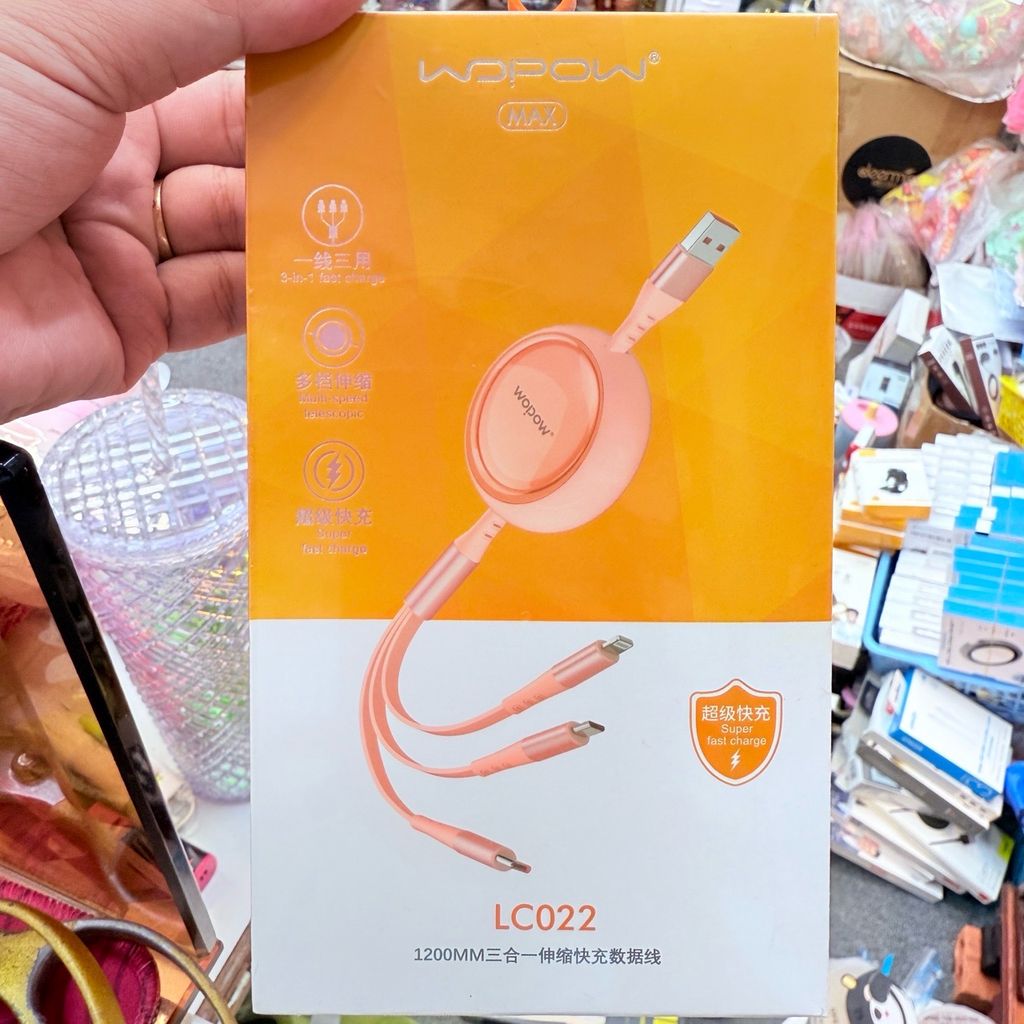 WOPOW®
MAX
一线三用
3-in-1 fast charge
多档伸缩
Multi-speed
telescopic
超级快充
Super
fast charge
WOPOW®
超级快充
Super
fast charge
LC022
1200MM三合一伸缩快充数据线